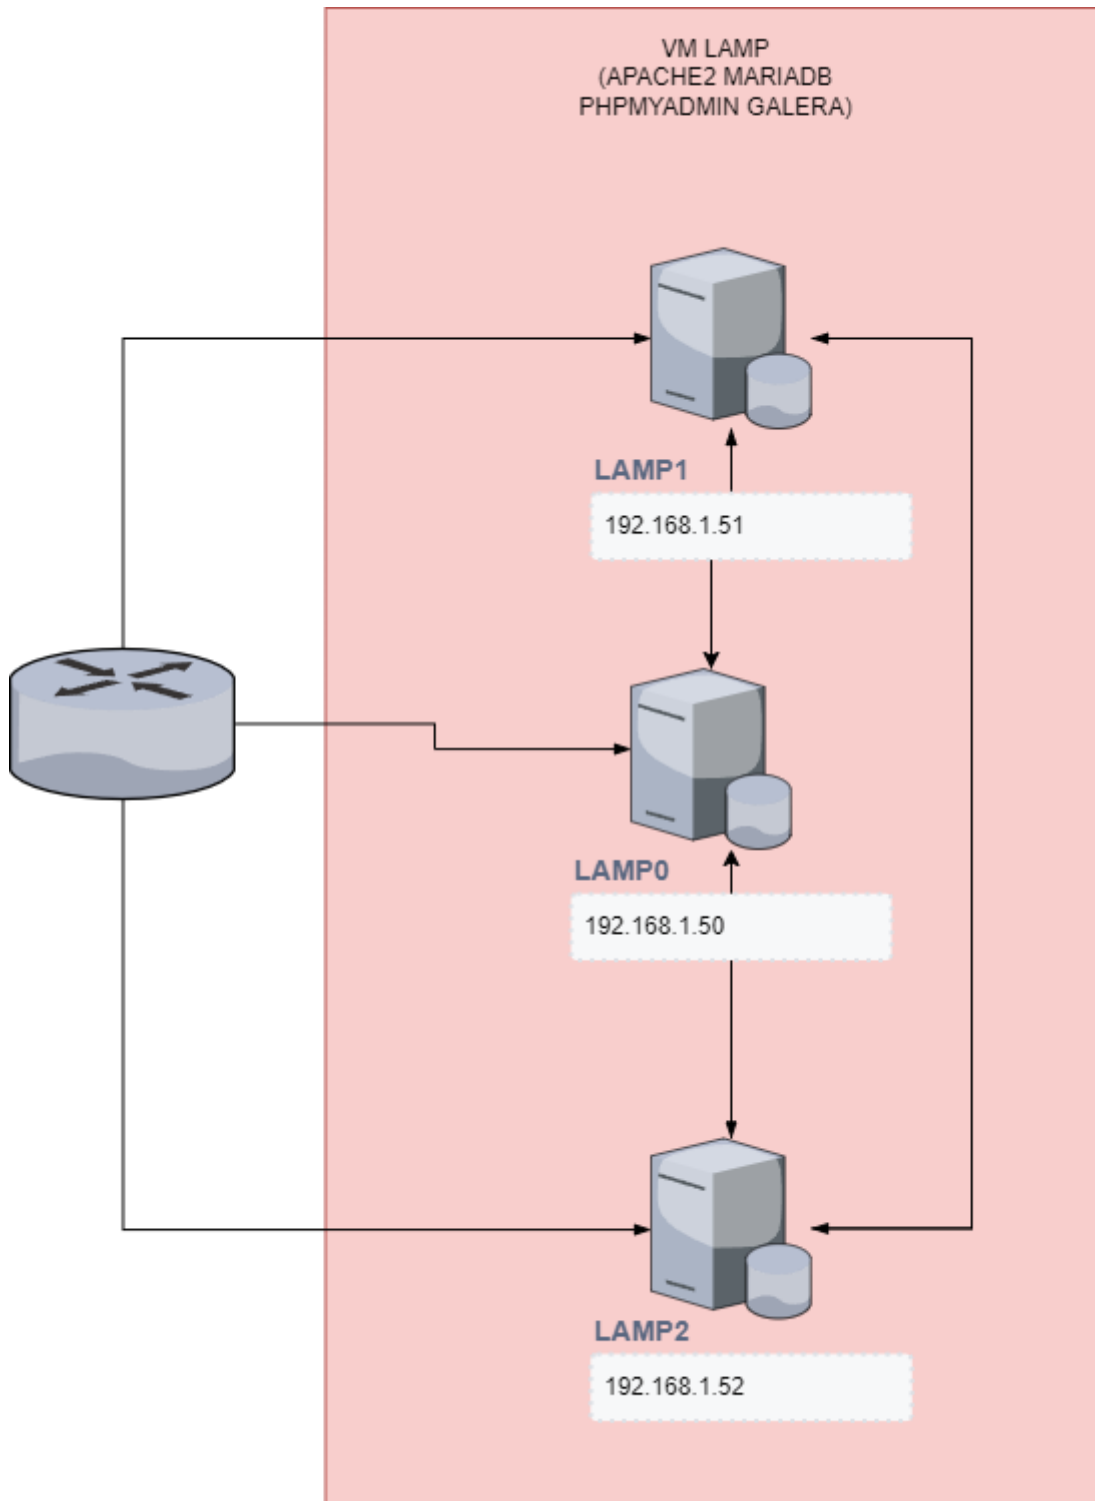 VM LAMP
(APACHE2 MARIADB
PHPMYADMIN GALERA)
LAMP1
192.168.1.51
LAMP0
192.168.1.50
LAMP2
192.168.1.52